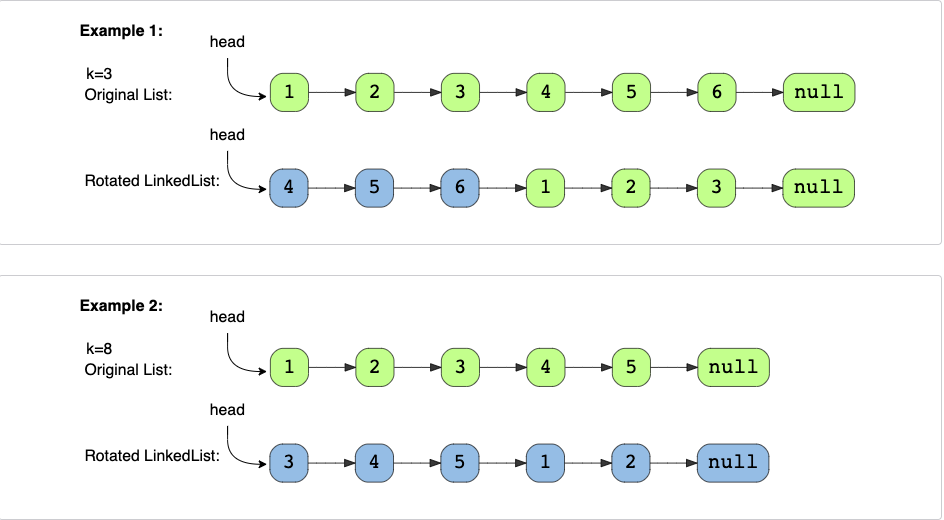 Example 1:
head
k=3
Original List:
1 2 3 4 5 6 null
head
Rotated LinkedList:
4 5 6 1 2 3 null
Example 2:
head
k=8
Original List:
1 2 3 4 5 null
head
Rotated LinkedList:
3 4 5 1 2 null